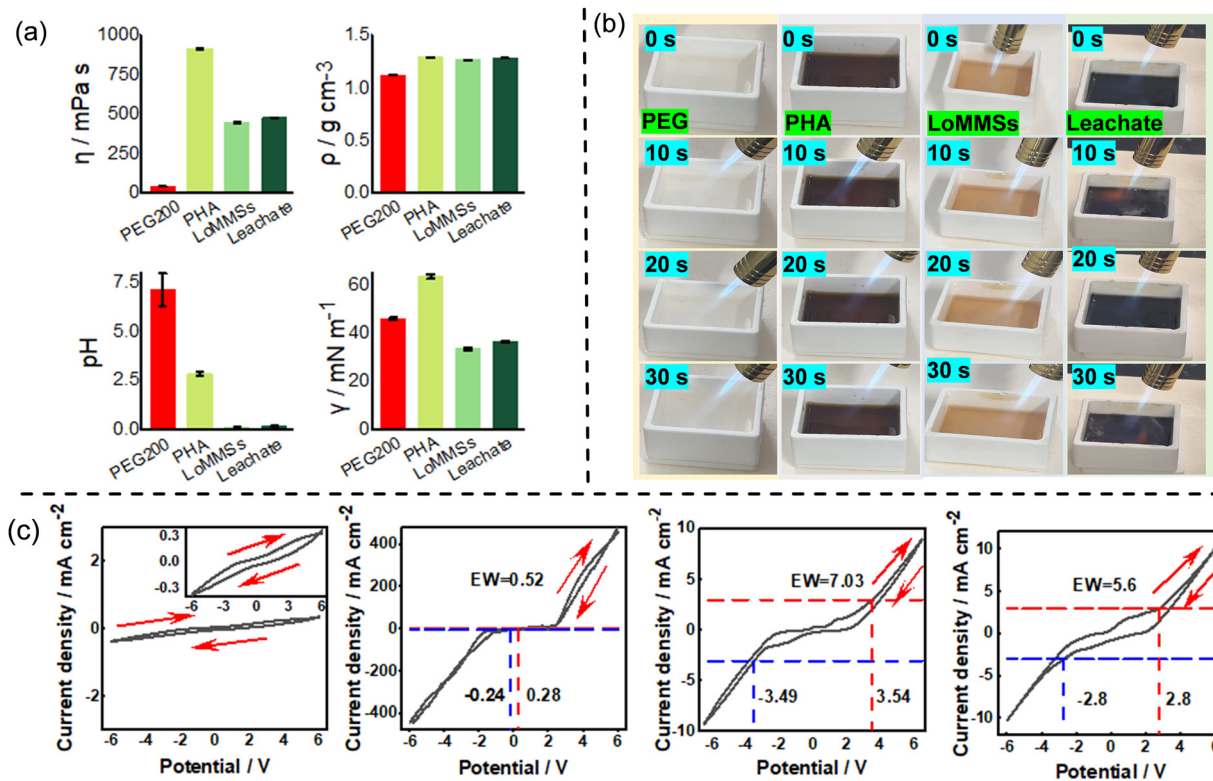 (a)
η / mPa s
1000
750
500
250
0
PEG200
PHA
LoMMSs
Leachate
ρ / g cm-3
1.5
1.0
0.5
0.0
PEG200
PHA
LoMMSs
Leachate
pH
7.5
5.0
2.5
0.0
PEG200
PHA
LoMMSs
Leachate
γ / mN m⁻¹
60
40
20
0
PEG200
PHA
LoMMSs
Leachate
(b)
0 s
0 s
0 s
0 s
PEG
PHA
LoMMSs
Leachate
10 s
10 s
10 s
10 s
20 s
20 s
20 s
20 s
30 s
30 s
30 s
30 s
(c)
Current density / mA cm⁻²
2
0
-2
0.3
0.0
-0.3
-6 -3 0 3 6
-6 -4 -2 0 2 4 6
Potential / V
Current density / mA cm⁻²
400
200
0
-200
-400
EW=0.52
-0.24
0.28
-6 -4 -2 0 2 4 6
Potential / V
Current density / mA cm⁻²
10
5
0
-5
-10
EW=7.03
-3.49
3.54
-6 -4 -2 0 2 4 6
Potential / V
Current density / mA cm⁻²
10
5
0
-5
-10
EW=5.6
-2.8
2.8
-6 -4 -2 0 2 4 6
Potential / V